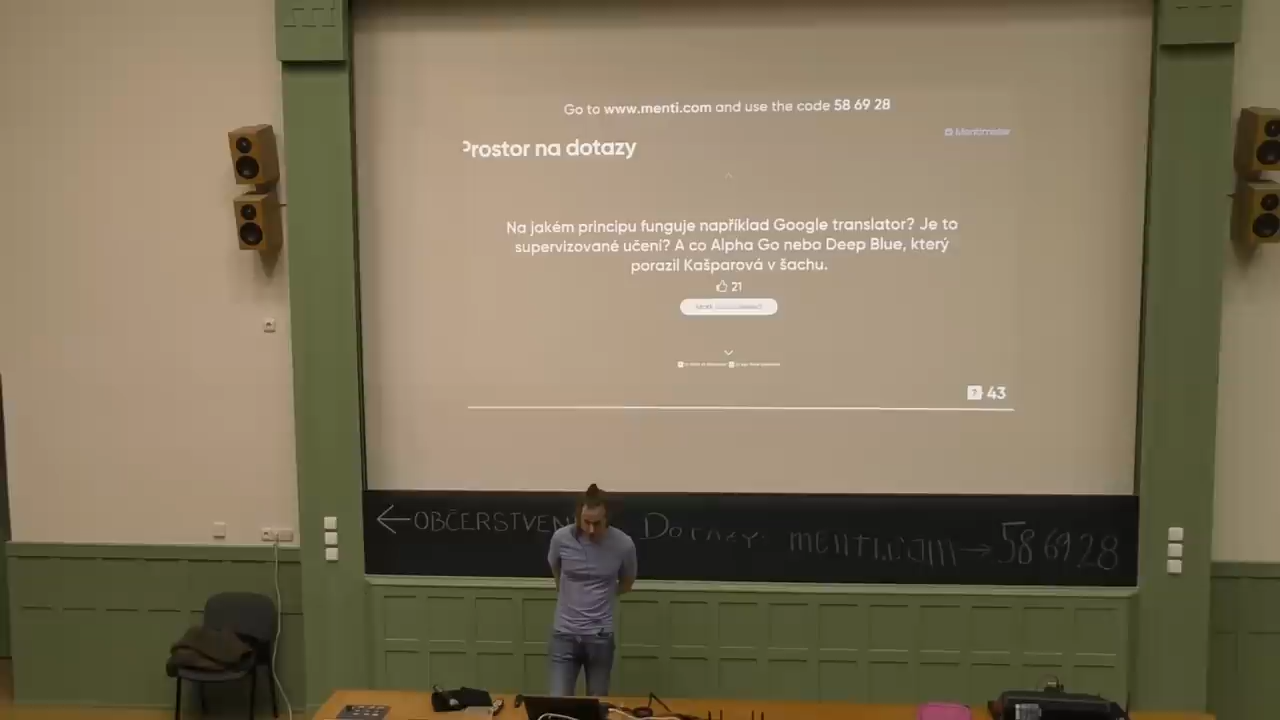 Go to www.menti.com and use the code 58 69 28
Mentimeter
Prostor na dotazy
Na jakém principu funguje například Google translator? Je to
supervizované učení? A co Alpha Go nebo Deep Blue, který
porazil Kašparová v šachu.
21
? 43
← OBČERSTVEN
menti.com → 58 69 28